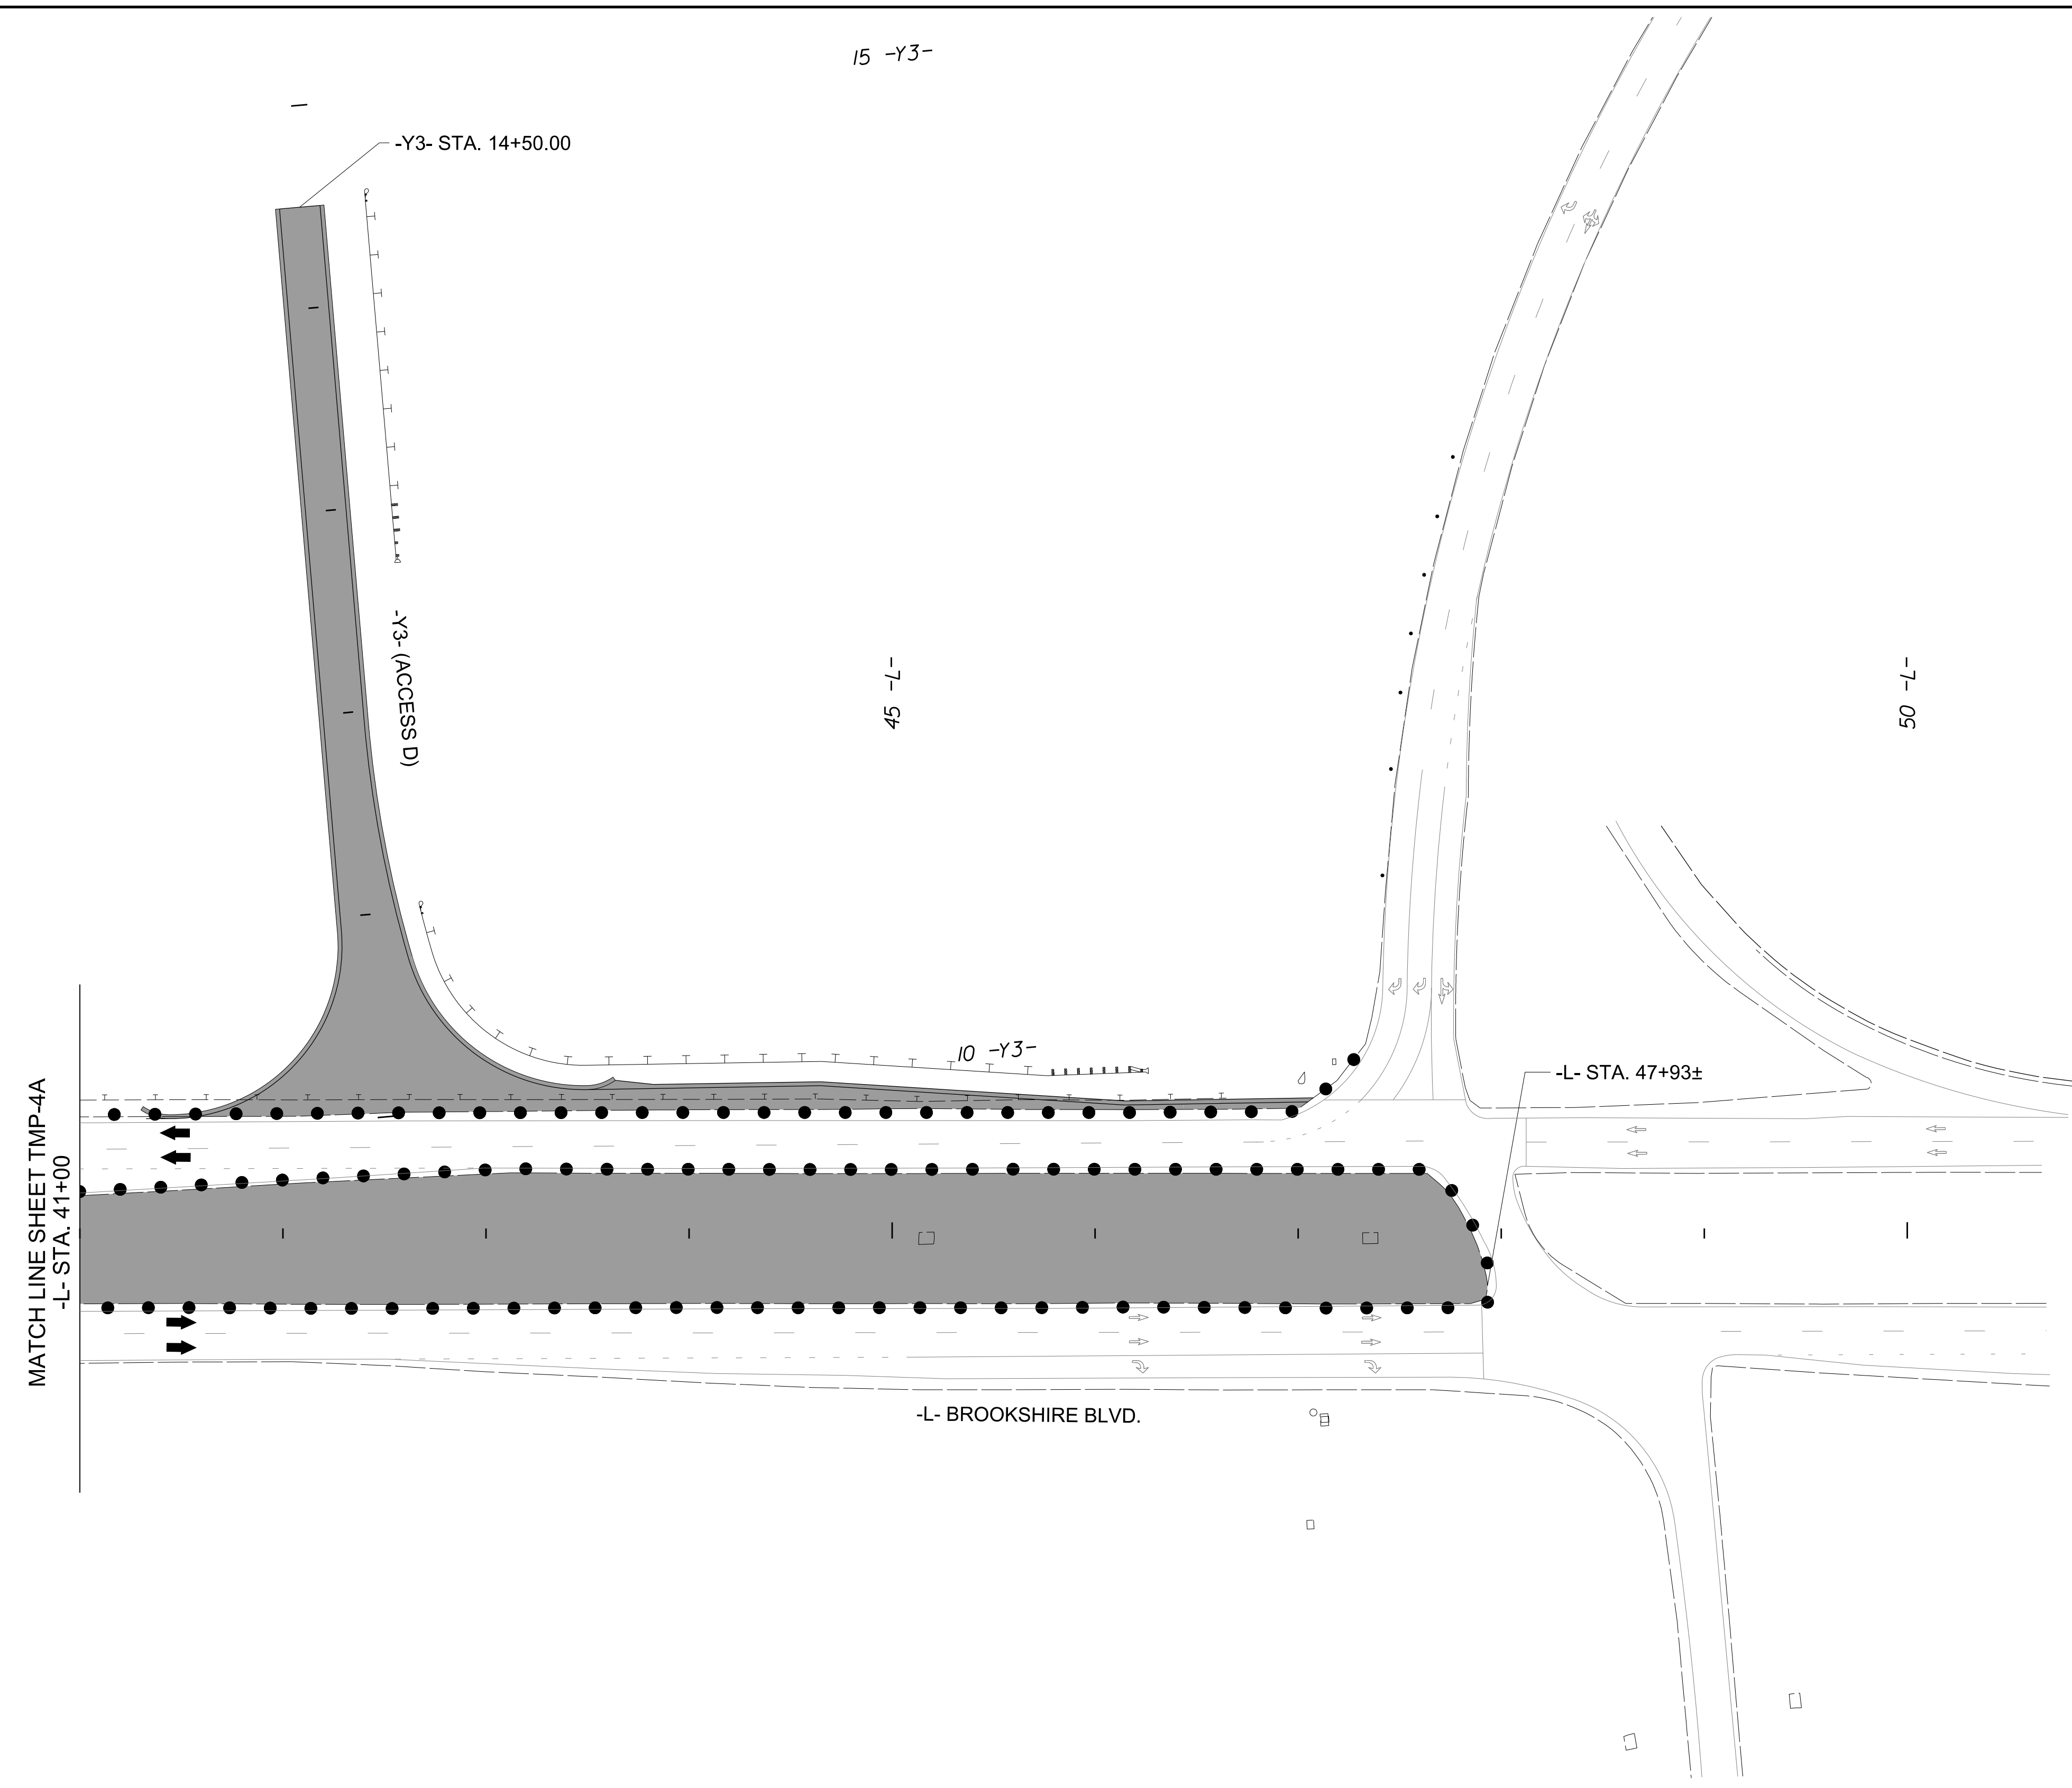 15 -Y3-
-Y3- STA. 14+50.00
-Y3- (ACCESS D)
45 -L-
50 -L-
10 -Y3-
-L- STA. 47+93±
MATCH LINE SHEET TMP-4A
-L- STA. 41+00
-L- BROOKSHIRE BLVD.